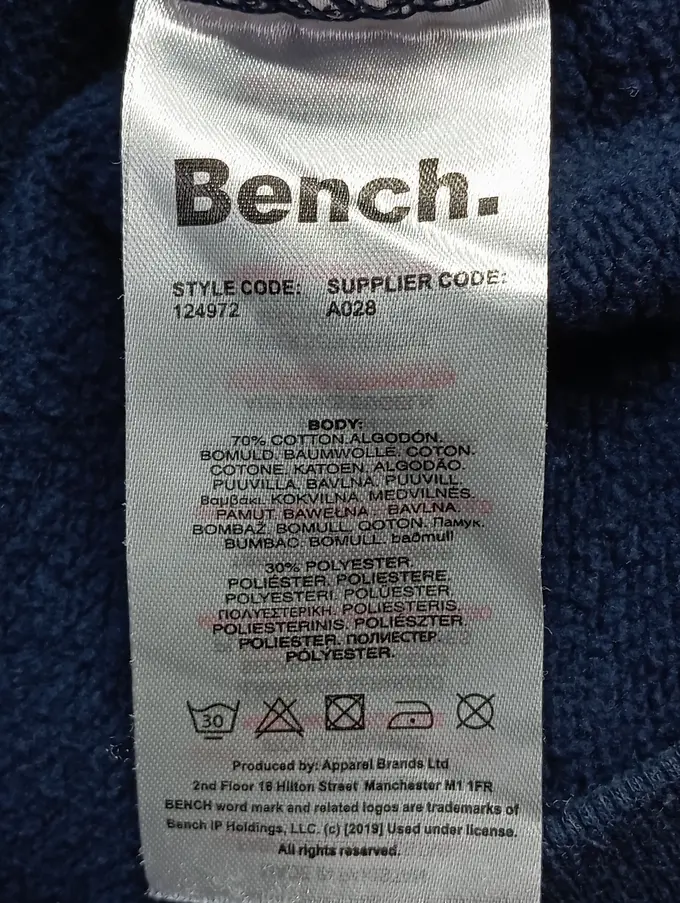 Bench.
STYLE CODE: SUPPLIER CODE:
124972 A028
BODY:
70% COTTON. ALGODÓN.
BOMULD. BAUMWOLLE. COTON.
COTONE. KATOEN. ALGODÃO.
PUUVILLA. BAVLNA. PUUVILL.
Βαμβάκι. KOKVILNA. MEDVILNĖS.
PAMUT. BAWEŁNA. BAVLNA.
BOMBAŽ. BOMULL. QOTON. Памук.
BUMBAC. BOMULL. baðmull
30% POLYESTER.
POLIÉSTER. POLIESTERE.
POLYESTERI. POLÜESTER.
ΠΟΛΥΕΣΤΕΡΙΚΗ. POLIESTERIS.
POLIESTERINIS. POLIÉSZTER.
POLIESTER. ПОЛИЕСТЕР.
PÓLYESTER.
30
Produced by: Apparel Brands Ltd
2nd Floor 18 Hilton Street Manchester M1 1FR
BENCH word mark and related logos are trademarks of
Bench IP Holdings, LLC. (c) [2019] Used under license.
All rights reserved.